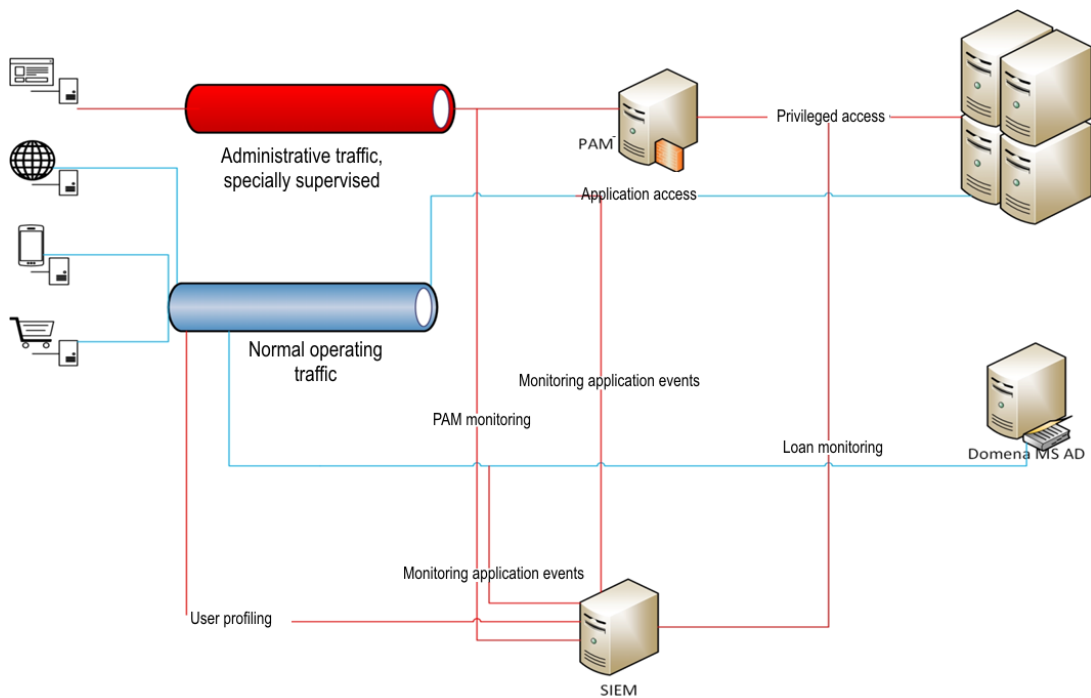 Privileged access
PAM
Administrative traffic,
specially supervised
Application access
Normal operating
traffic
Monitoring application events
PAM monitoring
Loan monitoring
Domena MS AD
Monitoring application events
User profiling
SIEM